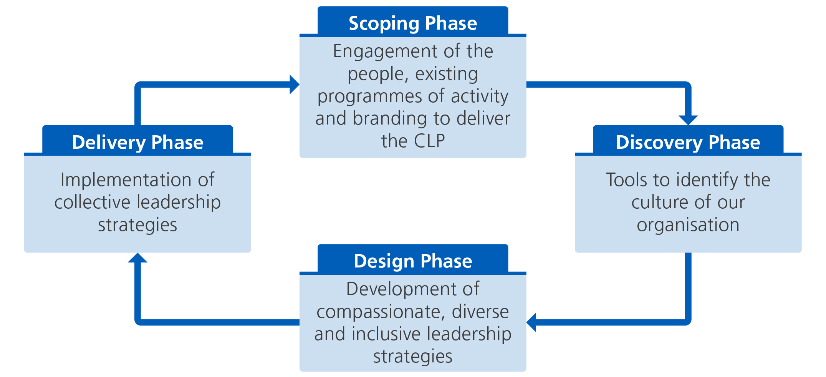 Scoping Phase
Engagement of the
people, existing
programmes of activity
and branding to deliver
the CLP
Discovery Phase
Tools to identify the
culture of our
organisation
Design Phase
Development of
compassionate, diverse
and inclusive leadership
strategies
Delivery Phase
Implementation of
collective leadership
strategies